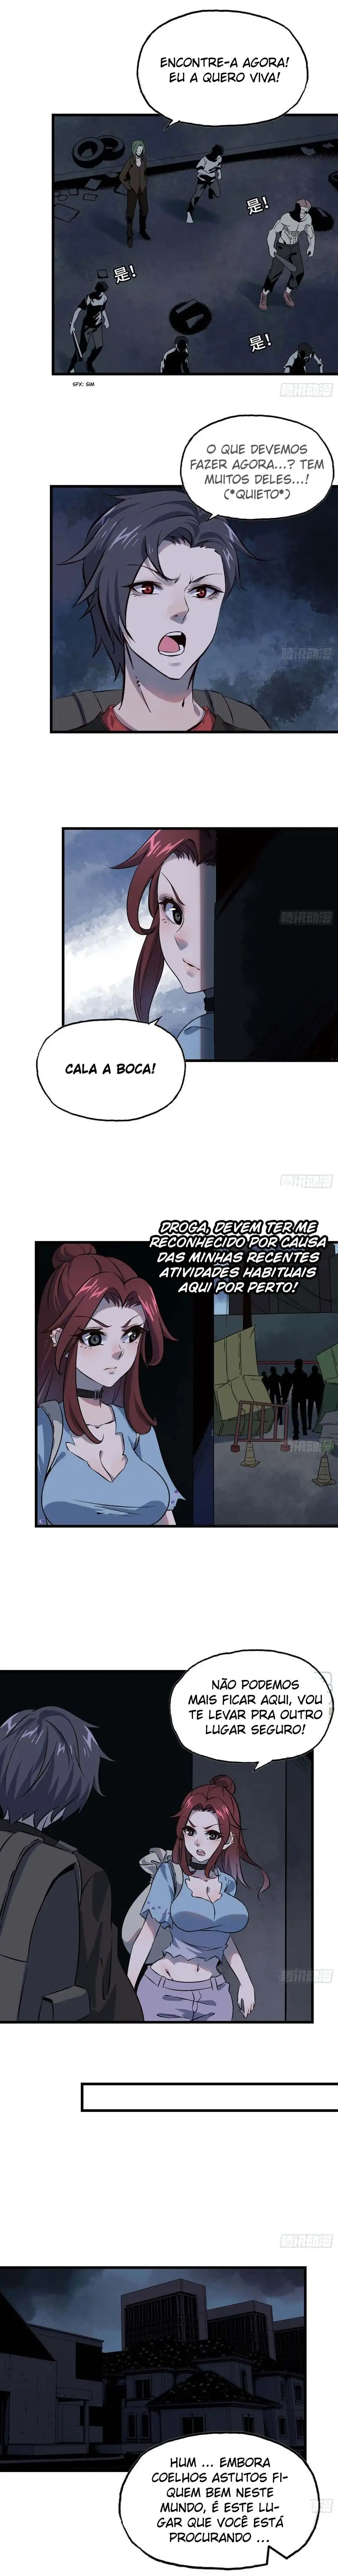 ENCONTRE-A AGORA!
EU A QUERO VIVA!
是!
是!
是!
SFX: SIM
O QUE DEVEMOS
FAZER AGORA...? TEM
MUITOS DELES...!
(*QUIETO*)
CALA A BOCA!
DROGA, DEVEM TER ME
RECONHECIDO POR CAUSA
DAS MINHAS RECENTES
ATIVIDADES HABITUAIS
AQUI POR PERTO!
NÃO PODEMOS
MAIS FICAR AQUI, VOU
TE LEVAR PRA OUTRO
LUGAR SEGURO!
HUM ... EMBORA
COELHOS ASTUTOS FI-
QUEM BEM NESTE
MUNDO, É ESTE LU-
GAR QUE VOCÊ ESTÁ
PROCURANDO ...